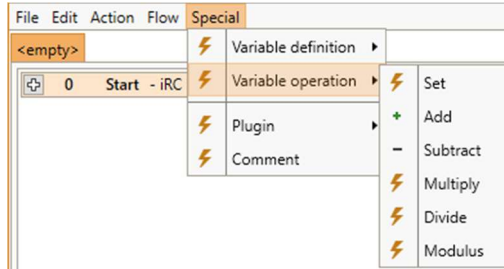 File Edit Action Flow Special
<empty>
Variable definition
0 Start - iRC
Variable operation
Set
Add
Plugin
Subtract
Comment
Multiply
Divide
Modulus